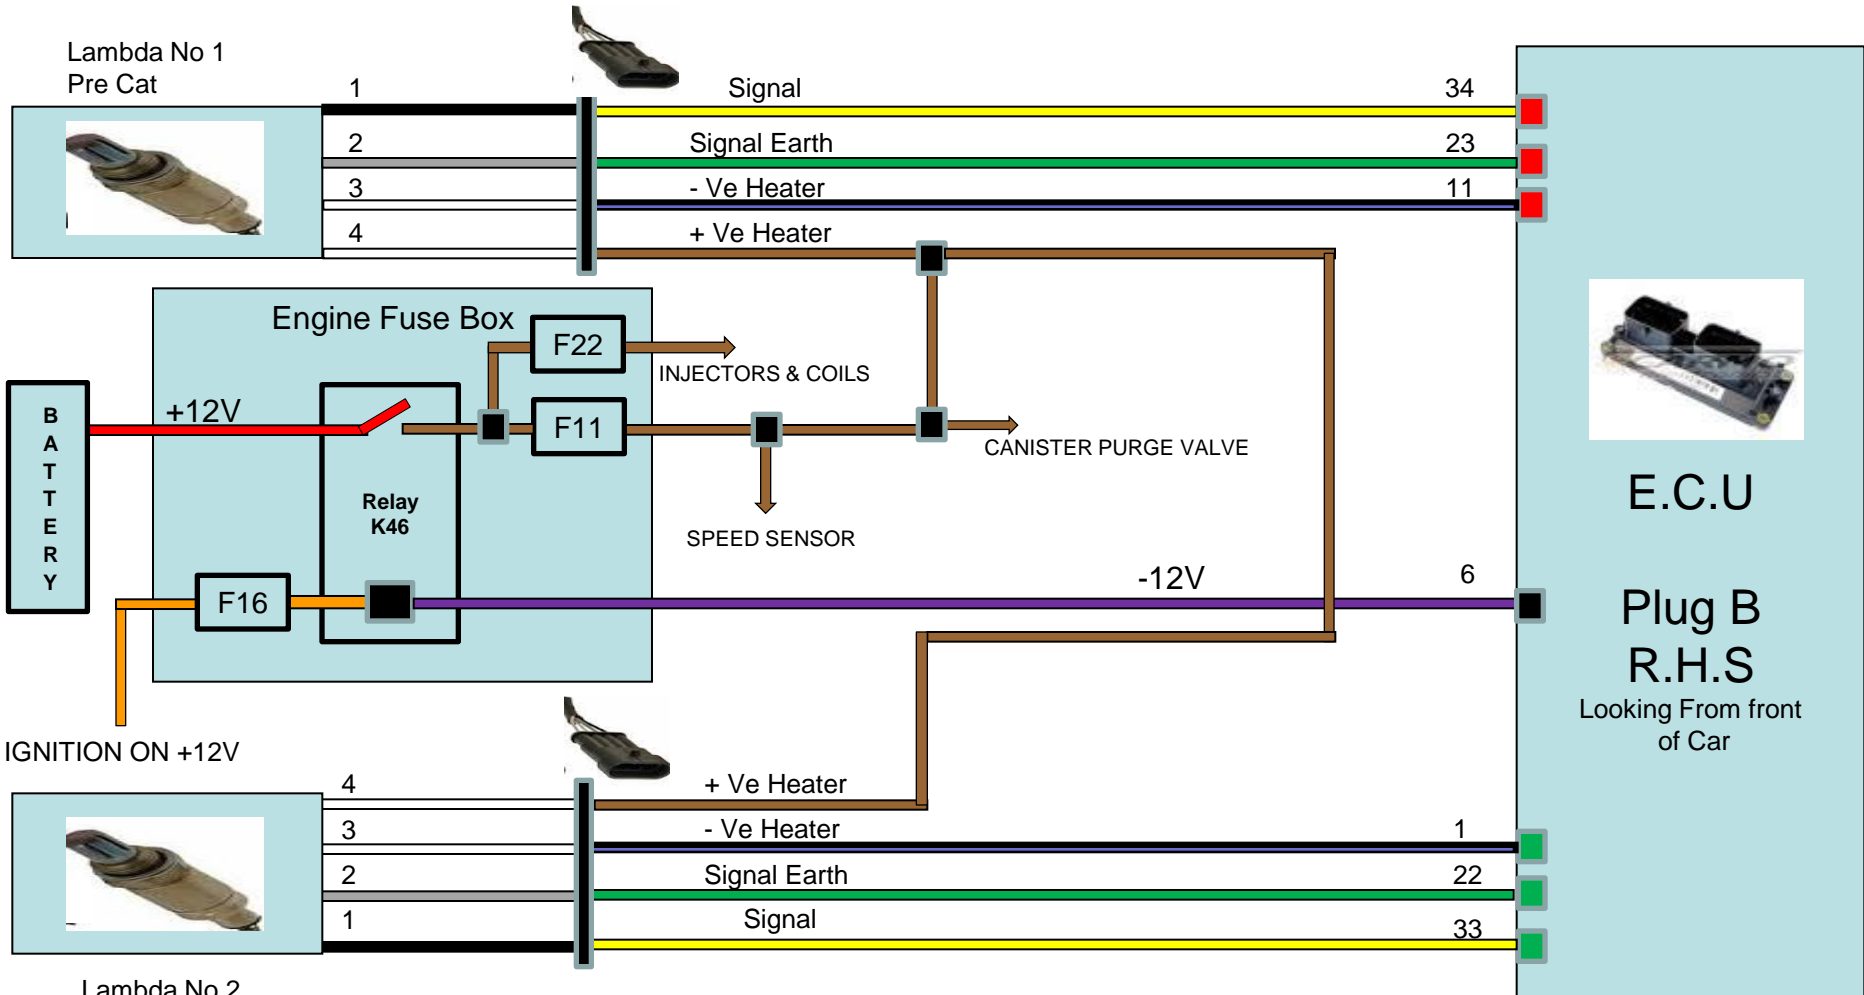 Lambda No 1
Pre Cat
1
Signal
34
2
Signal Earth
23
3
- Ve Heater
11
4
+ Ve Heater
Engine Fuse Box
F22
INJECTORS & COILS
BATTERY
+12V
F11
CANISTER PURGE VALVE
Relay
K46
SPEED SENSOR
E.C.U
F16
-12V
6
Plug B
R.H.S
Looking From front
of Car
IGNITION ON +12V
4
+ Ve Heater
3
- Ve Heater
1
2
Signal Earth
22
1
Signal
33
Lambda No 2